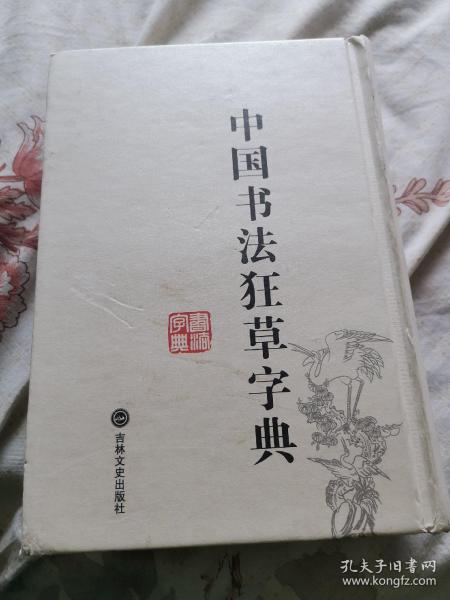 中国书法狂草字典
書法
字典
吉林文史出版社
孔夫子旧书网
www.kongfz.com